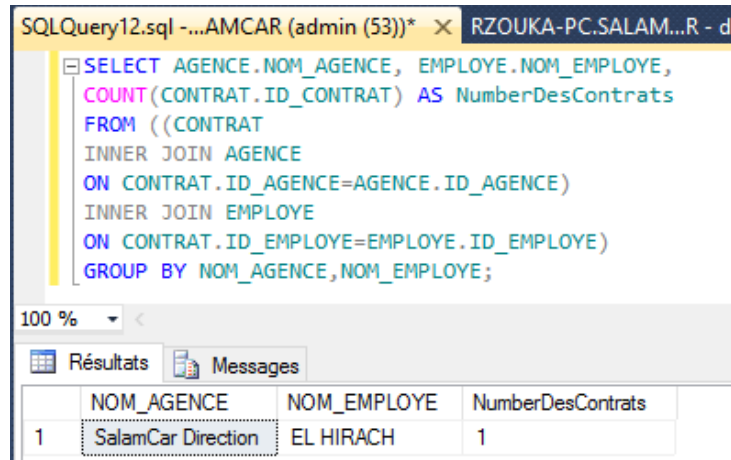 SQLQuery12.sql -...AMCAR (admin (53))* × RZOUKA-PC.SALAM...R - d
SELECT AGENCE.NOM_AGENCE, EMPLOYE.NOM_EMPLOYE,
COUNT(CONTRAT.ID_CONTRAT) AS NumberDesContrats
FROM ((CONTRAT
INNER JOIN AGENCE
ON CONTRAT.ID_AGENCE=AGENCE.ID_AGENCE)
INNER JOIN EMPLOYE
ON CONTRAT.ID_EMPLOYE=EMPLOYE.ID_EMPLOYE)
GROUP BY NOM_AGENCE,NOM_EMPLOYE;
100 %
Résultats Messages
NOM_AGENCE NOM_EMPLOYE NumberDesContrats
1 SalamCar Direction EL HIRACH 1